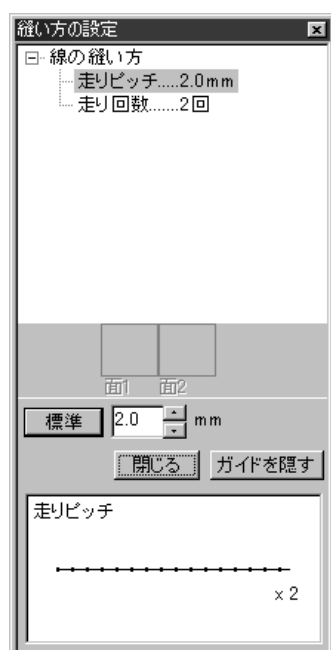 縫い方の設定
線の縫い方
走りピッチ.....2.0mm
走り回数.......2回
面1 面2
標準 2.0 mm
閉じる ガイドを隠す
走りピッチ
x 2